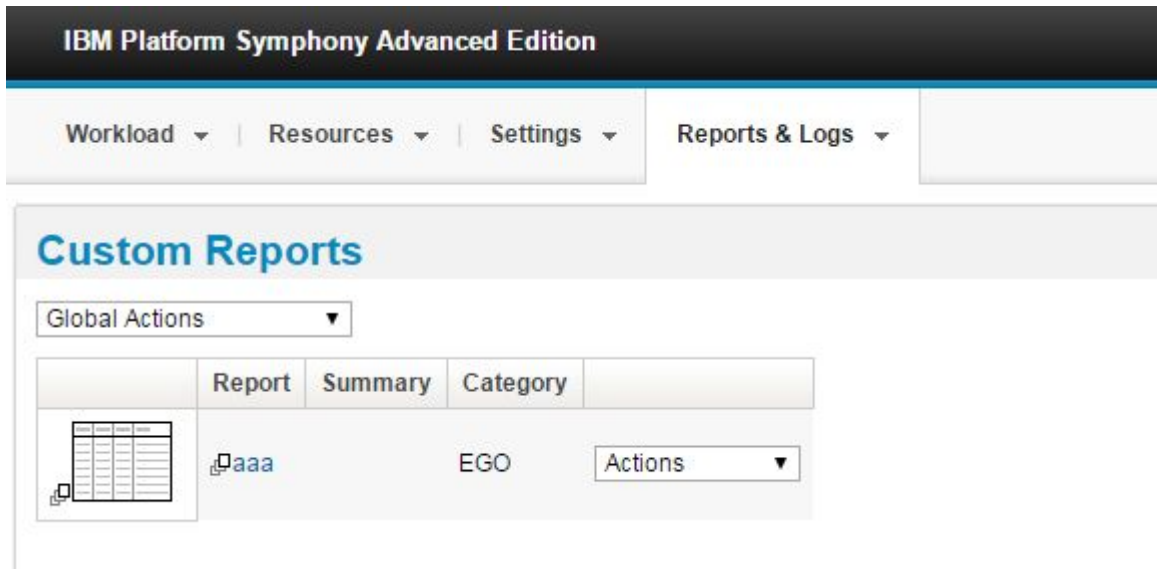 IBM Platform Symphony Advanced Edition
Workload | Resources | Settings Reports & Logs
Custom Reports
Global Actions
Report Summary Category
aaa EGO Actions